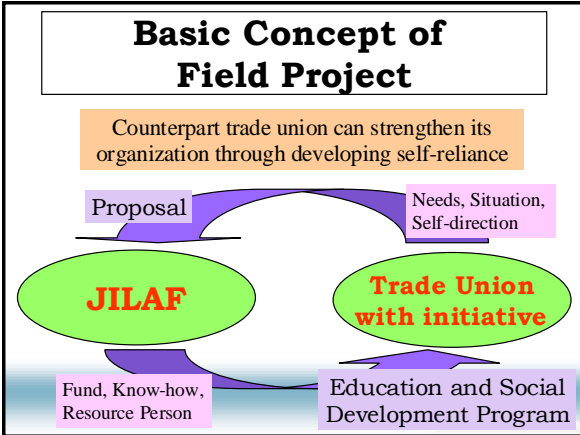 Basic Concept of
Field Project
Counterpart trade union can strengthen its
organization through developing self-reliance
Proposal
Needs, Situation,
Self-direction
JILAF
Trade Union
with initiative
Fund, Know-how,
Resource Person
Education and Social
Development Program